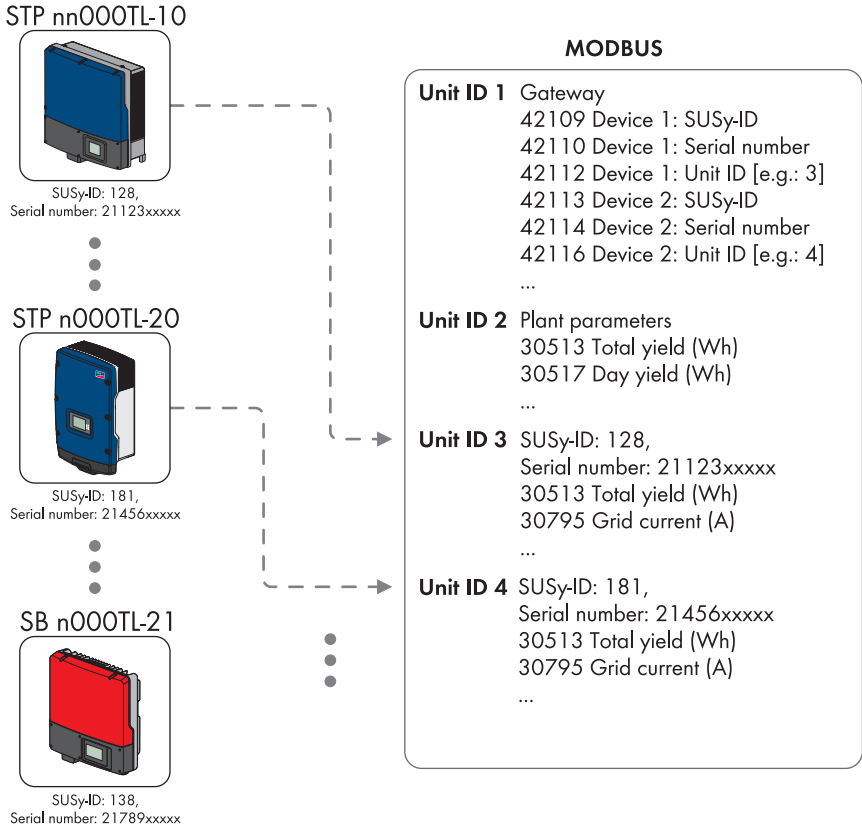 STP nn000TL-10
SUSy-ID: 128,
Serial number: 21123xxxxx
STP n000TL-20
SUSy-ID: 181,
Serial number: 21456xxxxx
SB n000TL-21
SUSy-ID: 138,
Serial number: 21789xxxxx
MODBUS
Unit ID 1 Gateway
42109 Device 1: SUSy-ID
42110 Device 1: Serial number
42112 Device 1: Unit ID [e.g.: 3]
42113 Device 2: SUSy-ID
42114 Device 2: Serial number
42116 Device 2: Unit ID [e.g.: 4]
...
Unit ID 2 Plant parameters
30513 Total yield (Wh)
30517 Day yield (Wh)
...
Unit ID 3 SUSy-ID: 128,
Serial number: 21123xxxxx
30513 Total yield (Wh)
30795 Grid current (A)
...
Unit ID 4 SUSy-ID: 181,
Serial number: 21456xxxxx
30513 Total yield (Wh)
30795 Grid current (A)
...